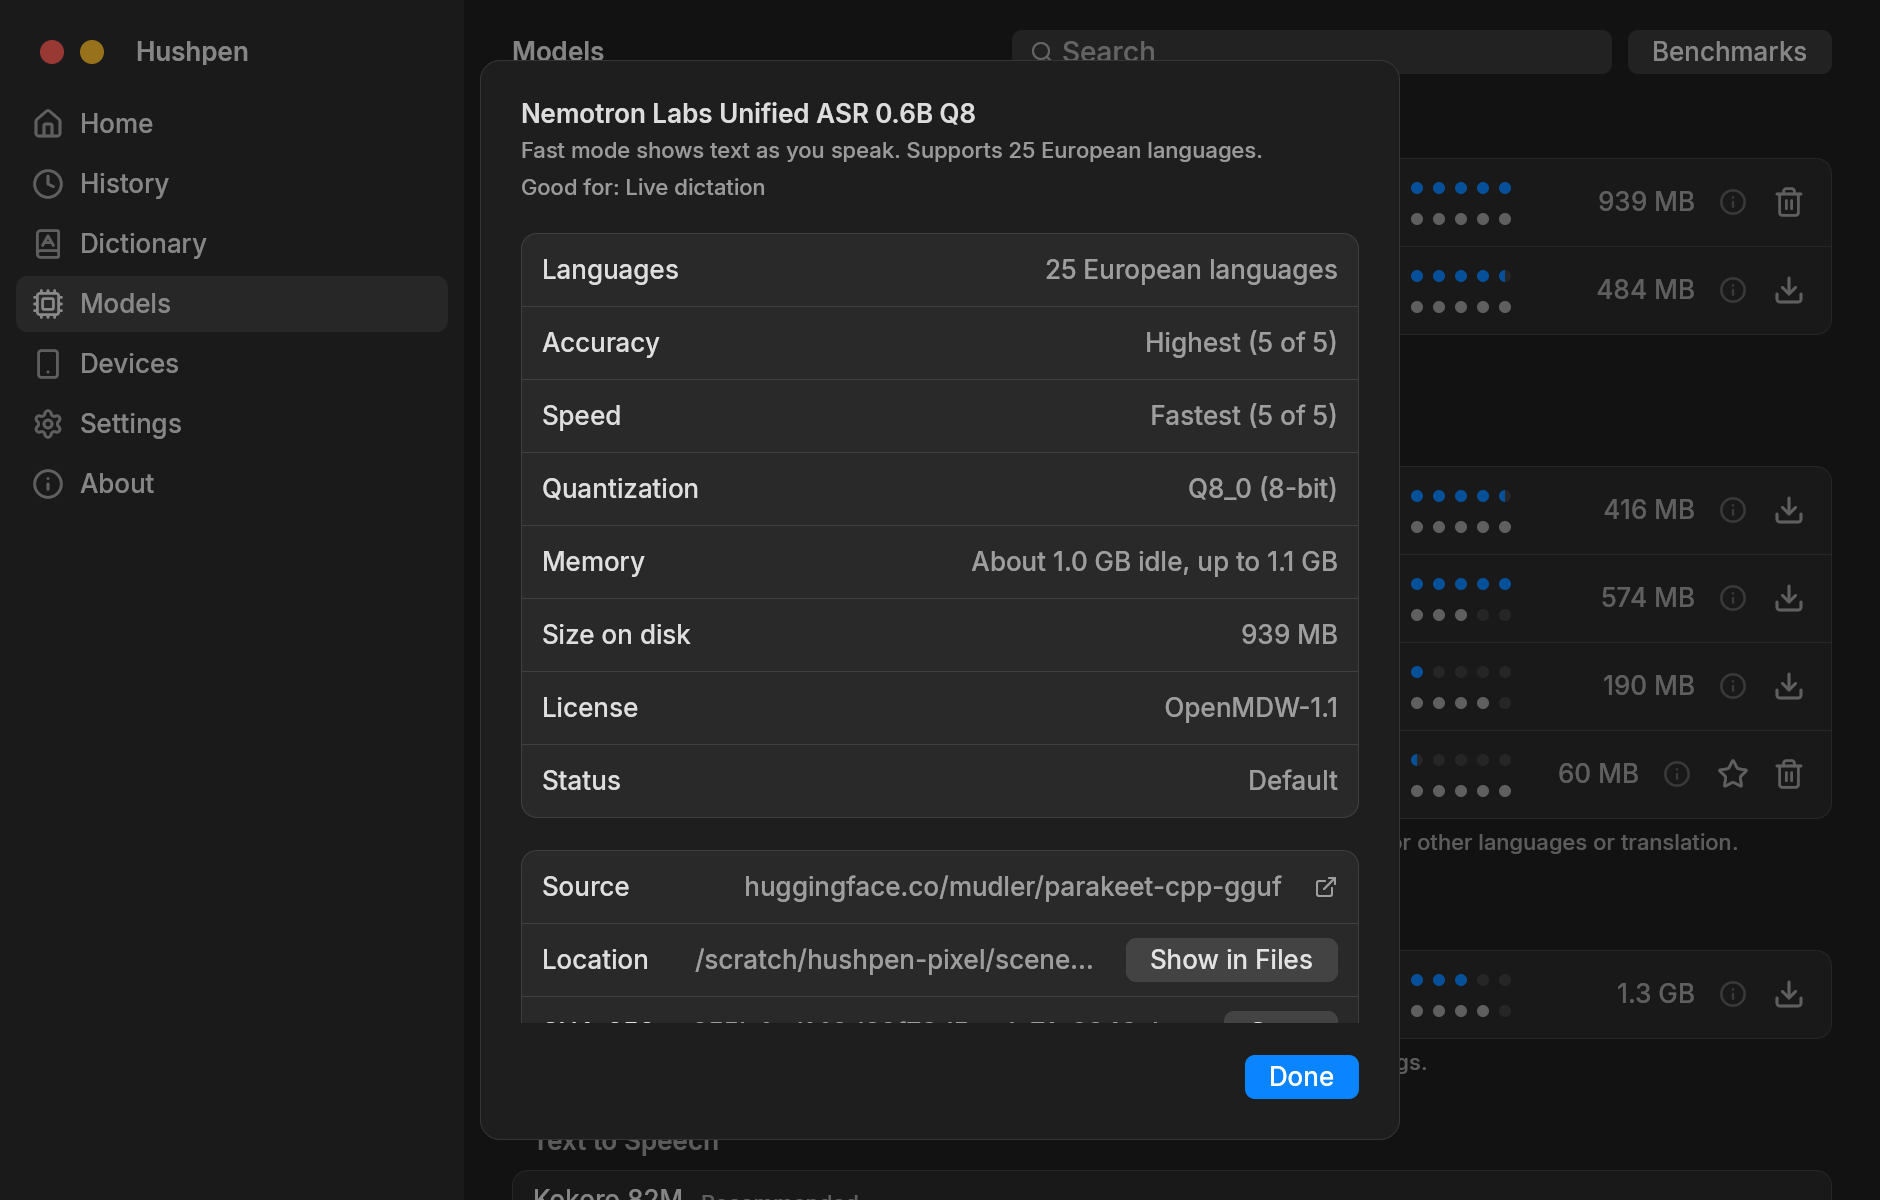 Hushpen
Home
History
Dictionary
Models
Devices
Settings
About
Models
Search
Benchmarks
Nemotron Labs Unified ASR 0.6B Q8
Fast mode shows text as you speak. Supports 25 European languages.
Good for: Live dictation
Languages 25 European languages
Accuracy Highest (5 of 5)
Speed Fastest (5 of 5)
Quantization Q8_0 (8-bit)
Memory About 1.0 GB idle, up to 1.1 GB
Size on disk 939 MB
License OpenMDW-1.1
Status Default
Source huggingface.co/mudler/parakeet-cpp-gguf
Location /scratch/hushpen-pixel/scene... Show in Files
Done
939 MB
484 MB
416 MB
574 MB
190 MB
60 MB
or other languages or translation.
1.3 GB
gs.
Text to Speech
Kokoro 82M Recommended